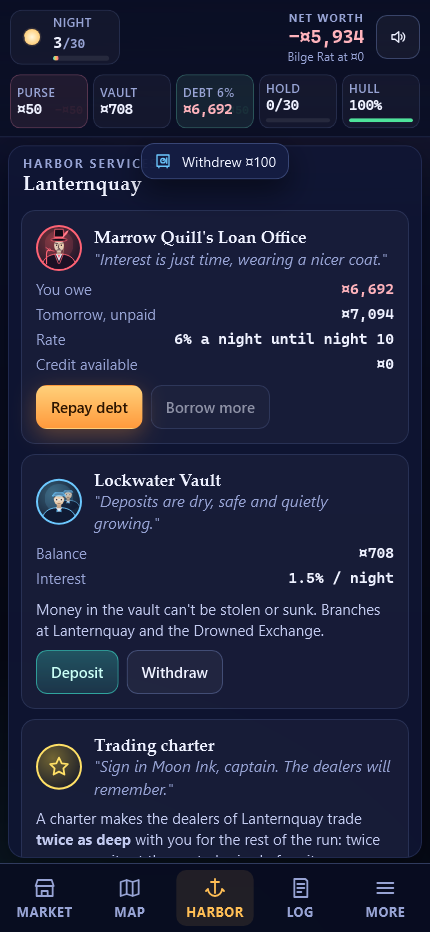 NIGHT
3/30
NET WORTH
−¤5,934
Bilge Rat at ¤0
PURSE
¤50
VAULT
¤708
DEBT 6%
¤6,692
HOLD
0/30
HULL
100%
Withdrew ¤100
Lanternquay
Marrow Quill's Loan Office
"Interest is just time, wearing a nicer coat."
You owe ¤6,692
Tomorrow, unpaid ¤7,094
Rate 6% a night until night 10
Credit available ¤0
Repay debt Borrow more
Lockwater Vault
"Deposits are dry, safe and quietly
growing."
Balance ¤708
Interest 1.5% / night
Money in the vault can't be stolen or sunk. Branches
at Lanternquay and the Drowned Exchange.
Deposit Withdraw
Trading charter
"Sign in Moon Ink, captain. The dealers will
remember."
A charter makes the dealers of Lanternquay trade
twice as deep with you for the rest of the run: twice
MARKET MAP HARBOR LOG MORE